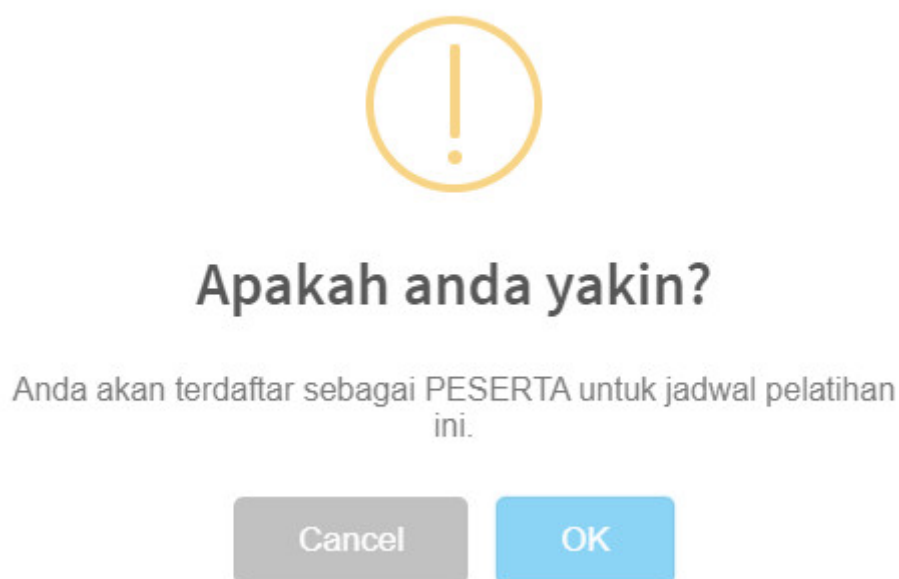 Apakah anda yakin?
Anda akan terdaftar sebagai PESERTA untuk jadwal pelatihan
ini.
Cancel OK